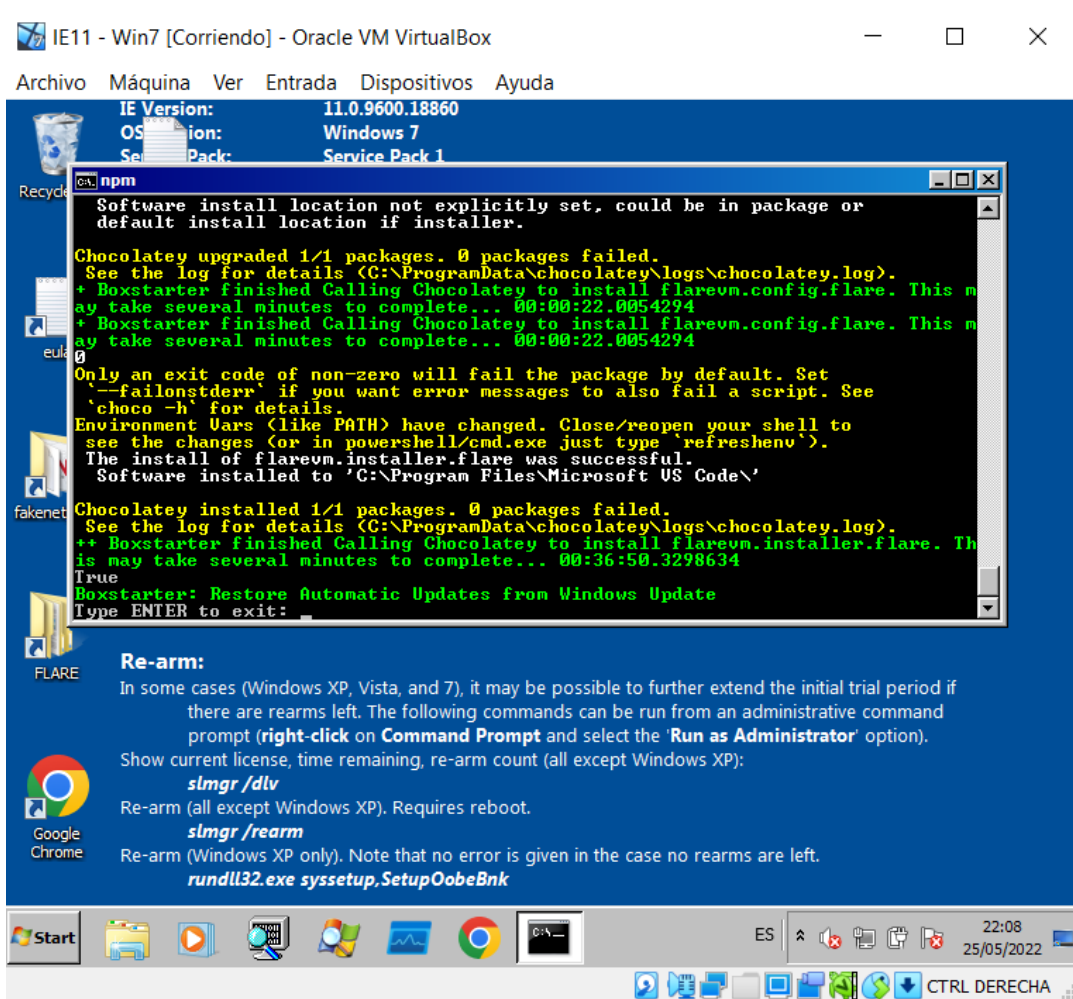 IE11 - Win7 [Corriendo] - Oracle VM VirtualBox
Archivo Máquina Ver Entrada Dispositivos Ayuda
IE Version: 11.0.9600.18860
Windows 7
Pack: Service Pack 1
npm
Software install location not explicitly set, could be in package or
default install location if installer.
Chocolatey upgraded 1/1 packages. 0 packages failed.
See the log for details (C:\ProgramData\chocolatey\logs\chocolatey.log).
+ Boxstarter finished Calling Chocolatey to install flarevm.config.flare. This m
ay take several minutes to complete... 00:00:22.0054294
+ Boxstarter finished Calling Chocolatey to install flarevm.config.flare. This m
ay take several minutes to complete... 00:00:22.0054294
0
Only an exit code of non-zero will fail the package by default. Set
`--failonstderr` if you want error messages to also fail a script. See
`choco -h` for details.
Environment Vars (like PATH) have changed. Close/reopen your shell to
see the changes (or in powershell/cmd.exe just type `refreshenv`).
The install of flarevm.installer.flare was successful.
Software installed to 'C:\Program Files\Microsoft VS Code\'
Chocolatey installed 1/1 packages. 0 packages failed.
See the log for details (C:\ProgramData\chocolatey\logs\chocolatey.log).
++ Boxstarter finished Calling Chocolatey to install flarevm.installer.flare. Th
is may take several minutes to complete... 00:36:50.3298634
True
Boxstarter: Restore Automatic Updates from Windows Update
Type ENTER to exit: _
Recycle
eula
fakenet
FLARE
Google
Chrome
Re-arm:
In some cases (Windows XP, Vista, and 7), it may be possible to further extend the initial trial period if
there are rearms left. The following commands can be run from an administrative command
prompt (right-click on Command Prompt and select the 'Run as Administrator' option).
Show current license, time remaining, re-arm count (all except Windows XP):
slmgr /dlv
Re-arm (all except Windows XP). Requires reboot.
slmgr /rearm
Re-arm (Windows XP only). Note that no error is given in the case no rearms are left.
rundll32.exe syssetup,SetupOobeBnk
Start
ES
22:08
25/05/2022
CTRL DERECHA